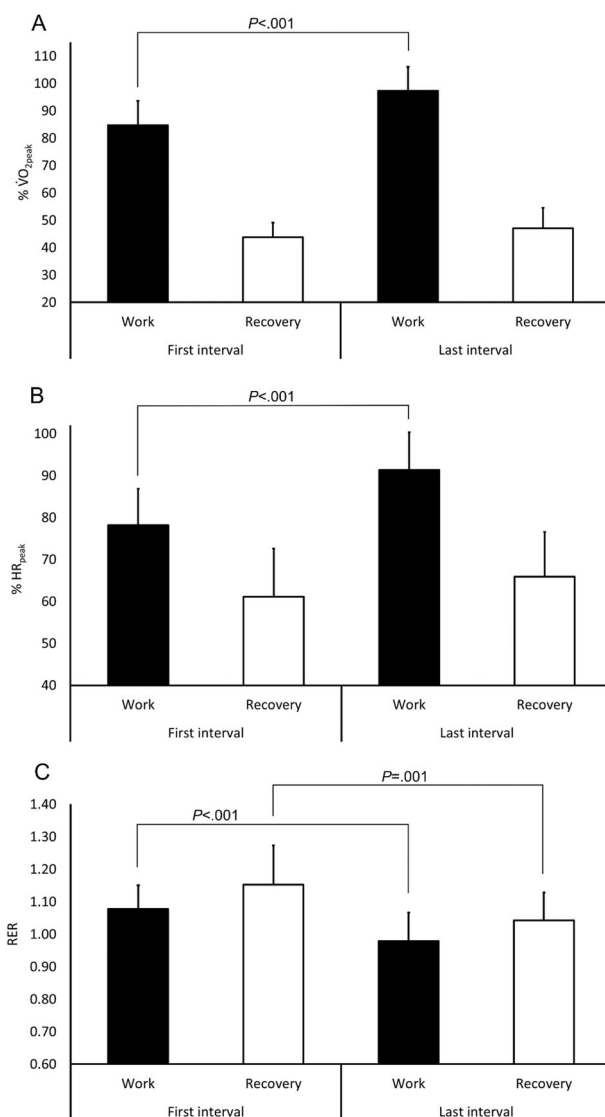 A
P<.001
110
100
90
80
70
60
50
40
30
20
% V̇O2peak
Work Recovery Work Recovery
First interval Last interval
B
P<.001
100
90
80
70
60
50
40
% HRpeak
Work Recovery Work Recovery
First interval Last interval
C
P=.001
P<.001
1.40
1.30
1.20
1.10
1.00
0.90
0.80
0.70
0.60
RER
Work Recovery Work Recovery
First interval Last interval